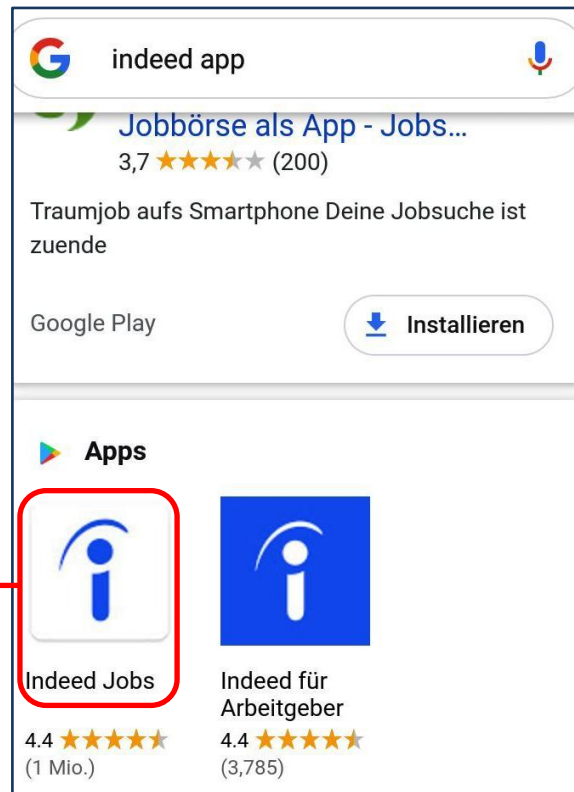 indeed app
Jobbörse als App - Jobs...
3,7 (200)
Traumjob aufs Smartphone Deine Jobsuche ist
zuende
Google Play
Installieren
Apps
Indeed Jobs
4.4
(1 Mio.)
Indeed für
Arbeitgeber
4.4
(3,785)